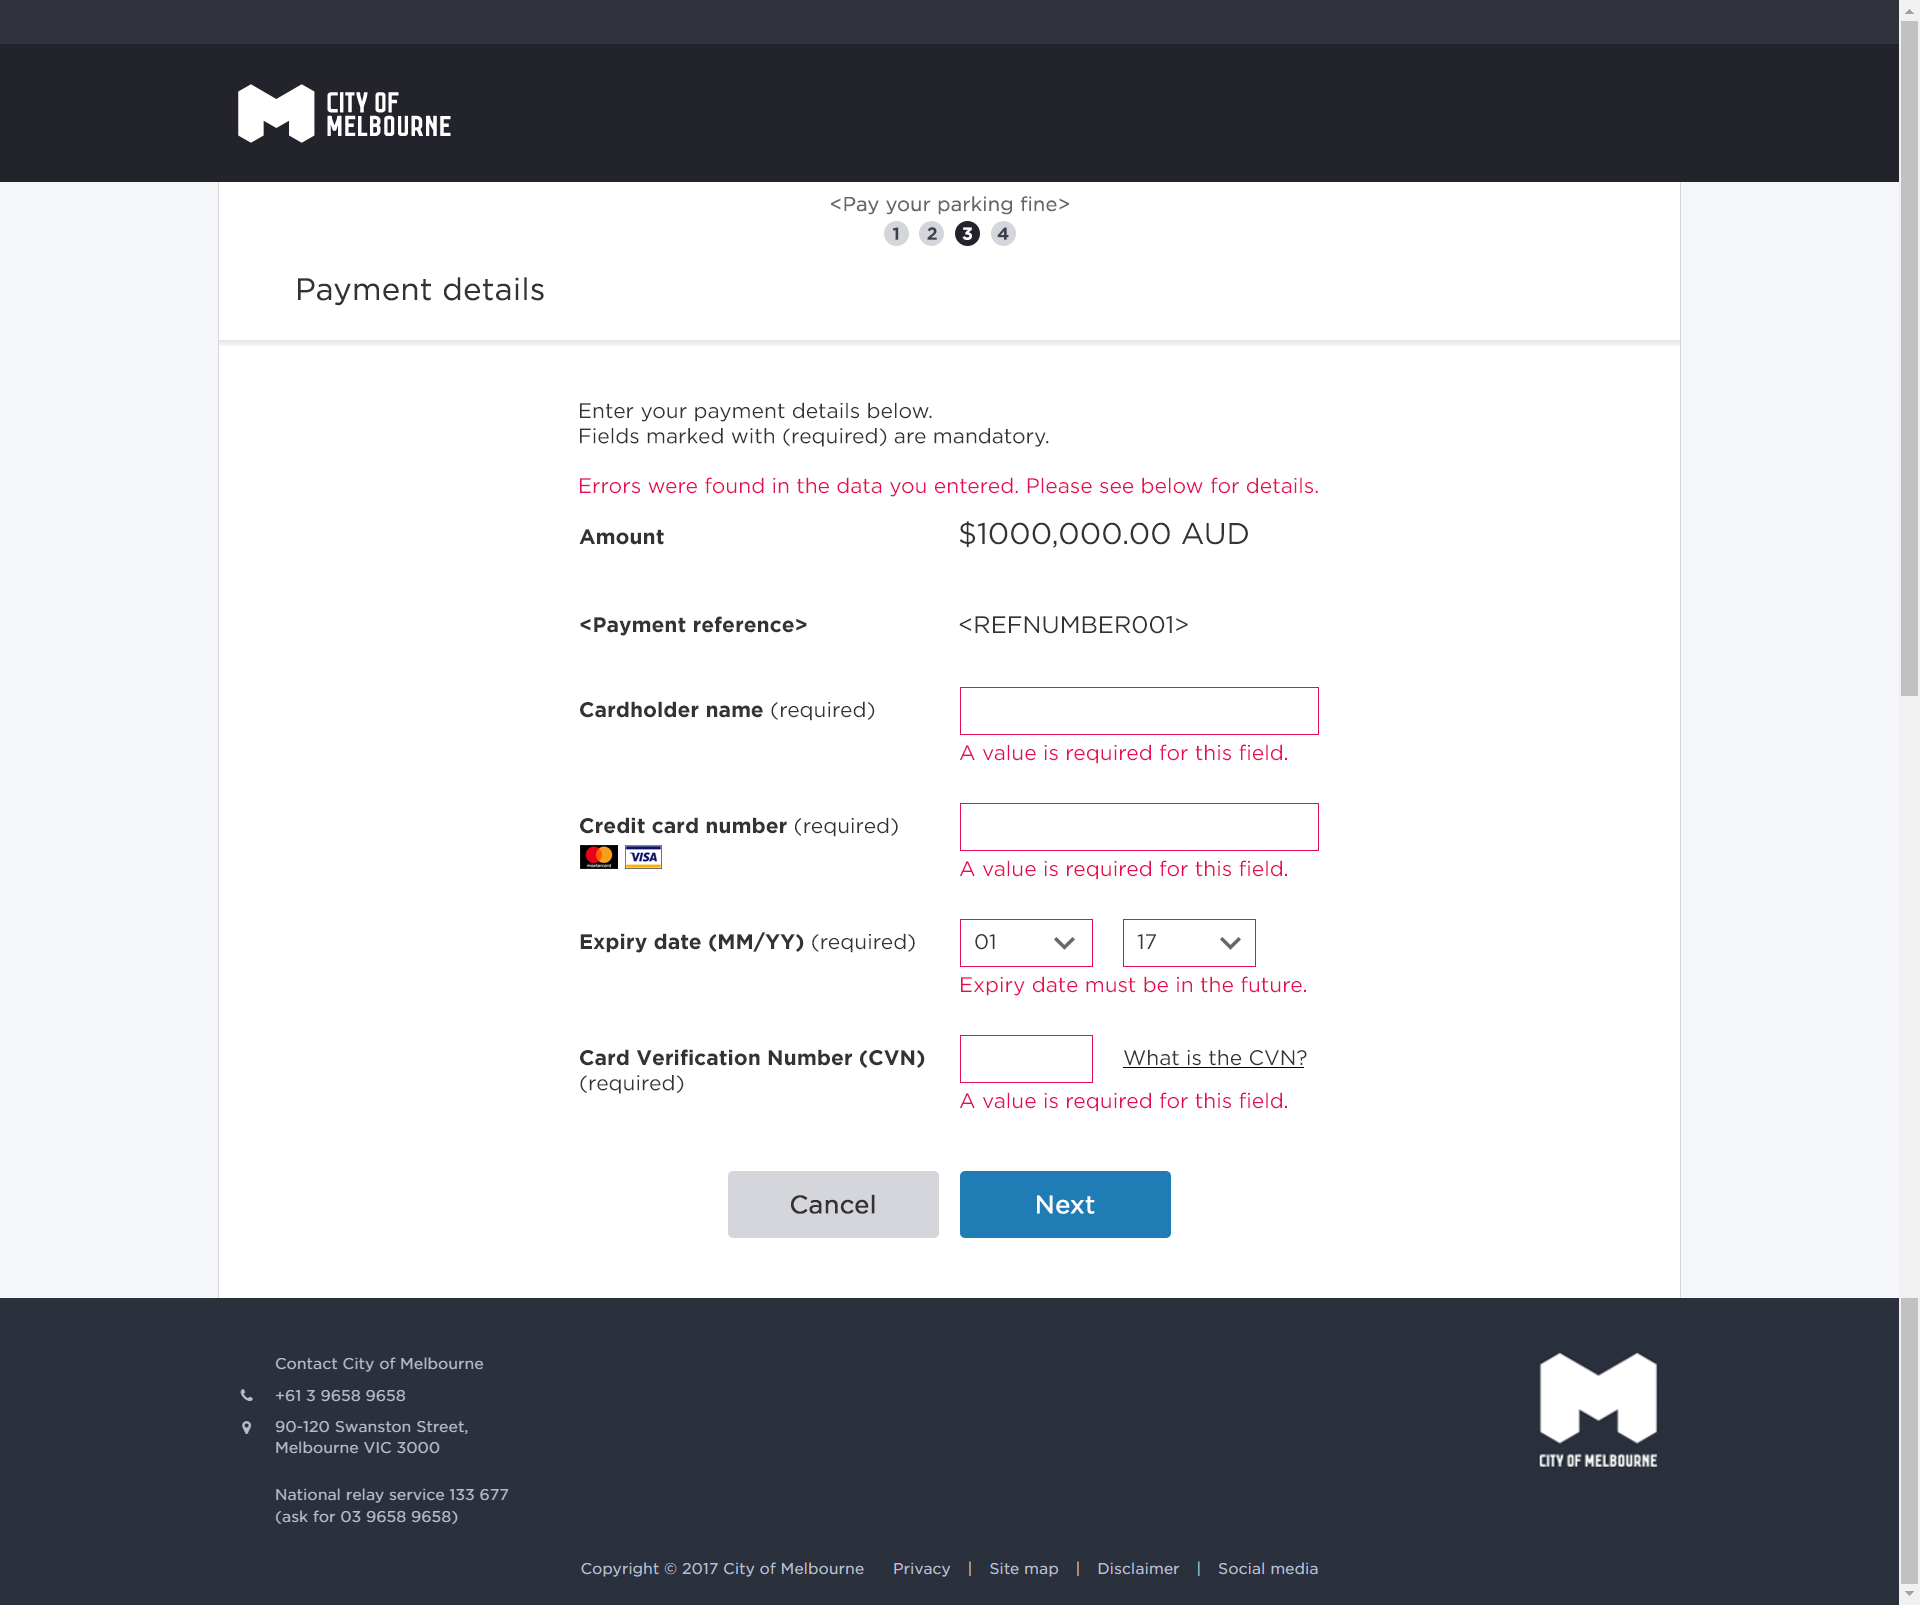 CITY OF
MELBOURNE
<Pay your parking fine>
1 2 3 4
Payment details
Enter your payment details below.
Fields marked with (required) are mandatory.
Errors were found in the data you entered. Please see below for details.
Amount $1000,000.00 AUD
<Payment reference> <REFNUMBER001>
Cardholder name (required)
A value is required for this field.
Credit card number (required)
mastercard VISA
A value is required for this field.
Expiry date (MM/YY) (required) 01 17
Expiry date must be in the future.
Card Verification Number (CVN) What is the CVN?
(required)
A value is required for this field.
Cancel Next
Contact City of Melbourne
+61 3 9658 9658
90-120 Swanston Street,
Melbourne VIC 3000
National relay service 133 677
(ask for 03 9658 9658)
CITY OF MELBOURNE
Copyright © 2017 City of Melbourne Privacy | Site map | Disclaimer | Social media